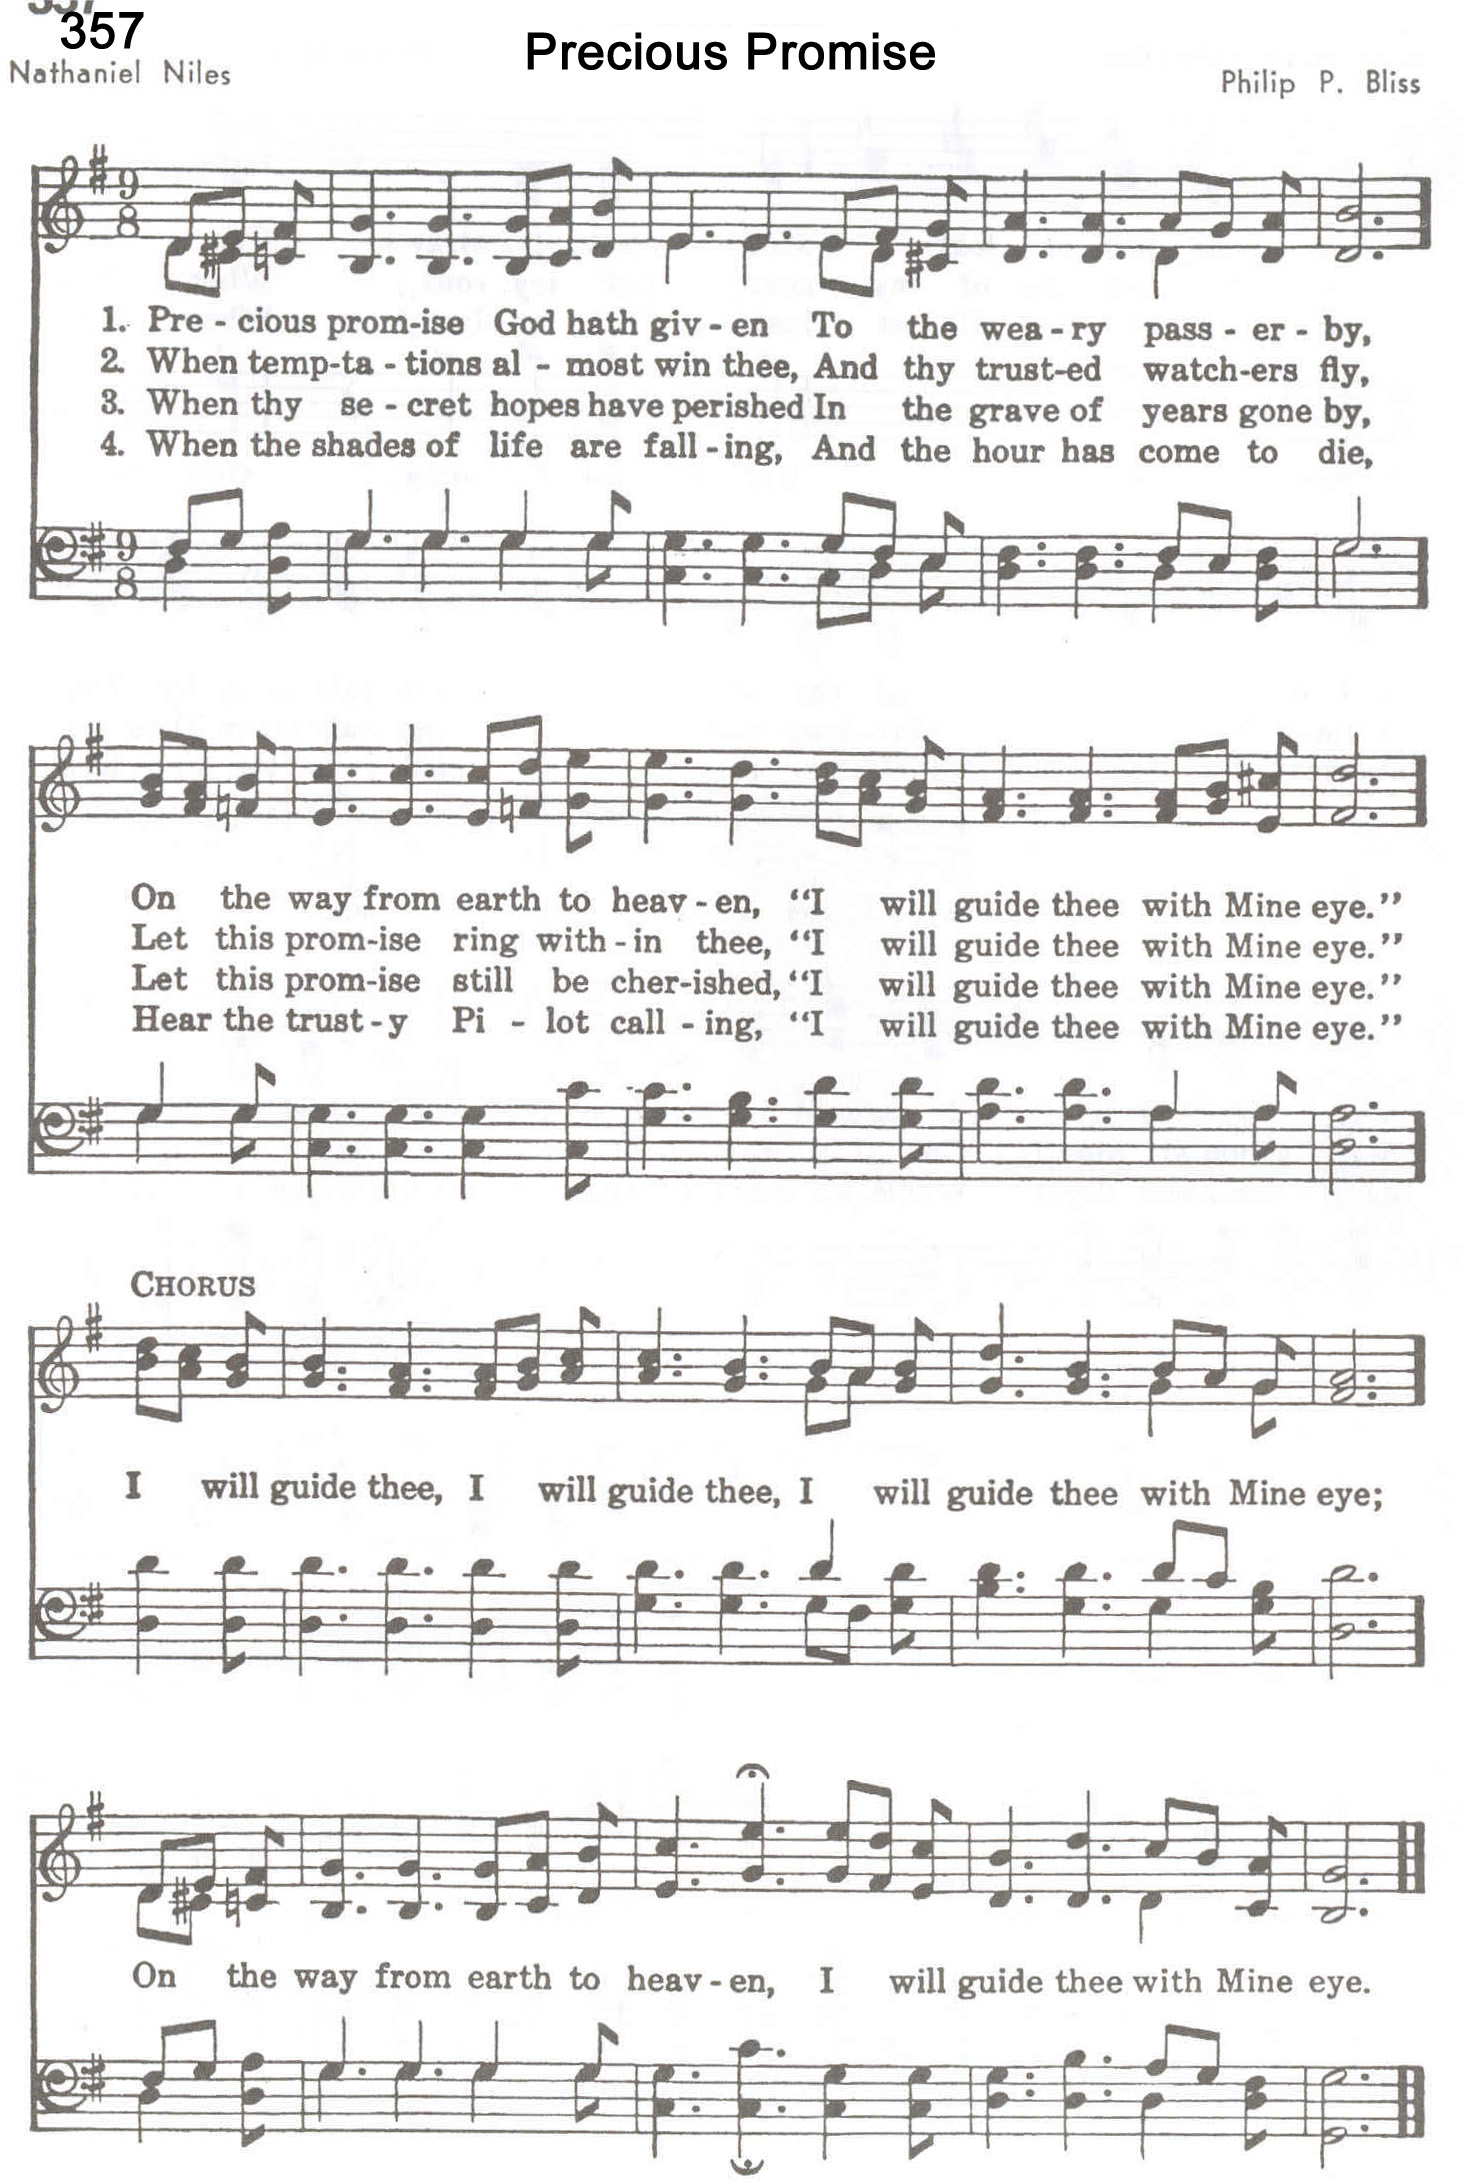 357
Precious Promise
Nathaniel Niles
Philip P. Bliss
1. Pre - cious prom-ise God hath giv - en To the wea - ry pass - er - by,
2. When temp-ta - tions al - most win thee, And thy trust-ed watch-ers fly,
3. When thy se - cret hopes have perished In the grave of years gone by,
4. When the shades of life are fall - ing, And the hour has come to die,
On the way from earth to heav - en, “I will guide thee with Mine eye.”
Let this prom-ise ring with - in thee, “I will guide thee with Mine eye.”
Let this prom-ise still be cher-ished, “I will guide thee with Mine eye.”
Hear the trust - y Pi - lot call - ing, “I will guide thee with Mine eye.”
CHORUS
I will guide thee, I will guide thee, I will guide thee with Mine eye;
On the way from earth to heav - en, I will guide thee with Mine eye.